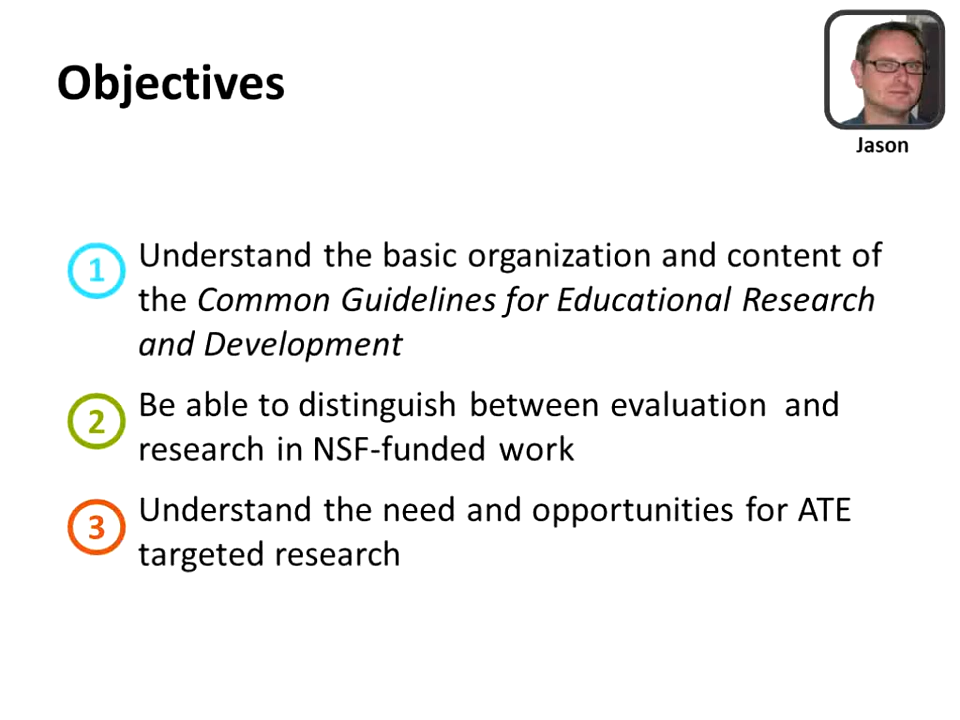 Objectives
Jason
1
Understand the basic organization and content of
the Common Guidelines for Educational Research
and Development
2
Be able to distinguish between evaluation  and
research in NSF-funded work
3
Understand the need and opportunities for ATE
targeted research